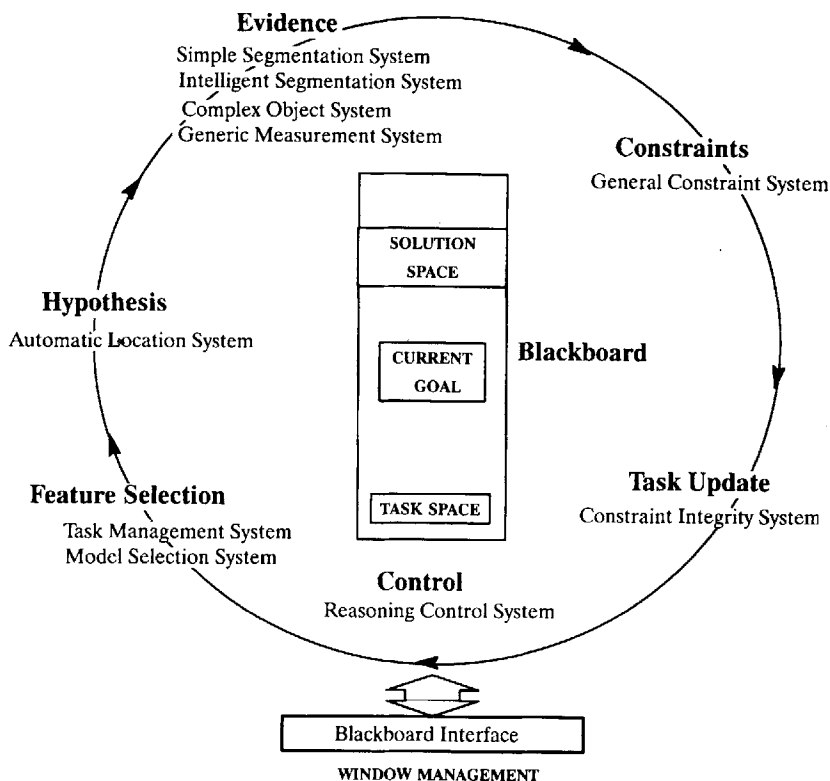 Evidence
Simple Segmentation System
Intelligent Segmentation System
Complex Object System
Generic Measurement System
Constraints
General Constraint System
SOLUTION
SPACE
Hypothesis
Automatic Location System
CURRENT
GOAL
Blackboard
Feature Selection
Task Management System
Model Selection System
TASK SPACE
Task Update
Constraint Integrity System
Control
Reasoning Control System
Blackboard Interface
WINDOW MANAGEMENT